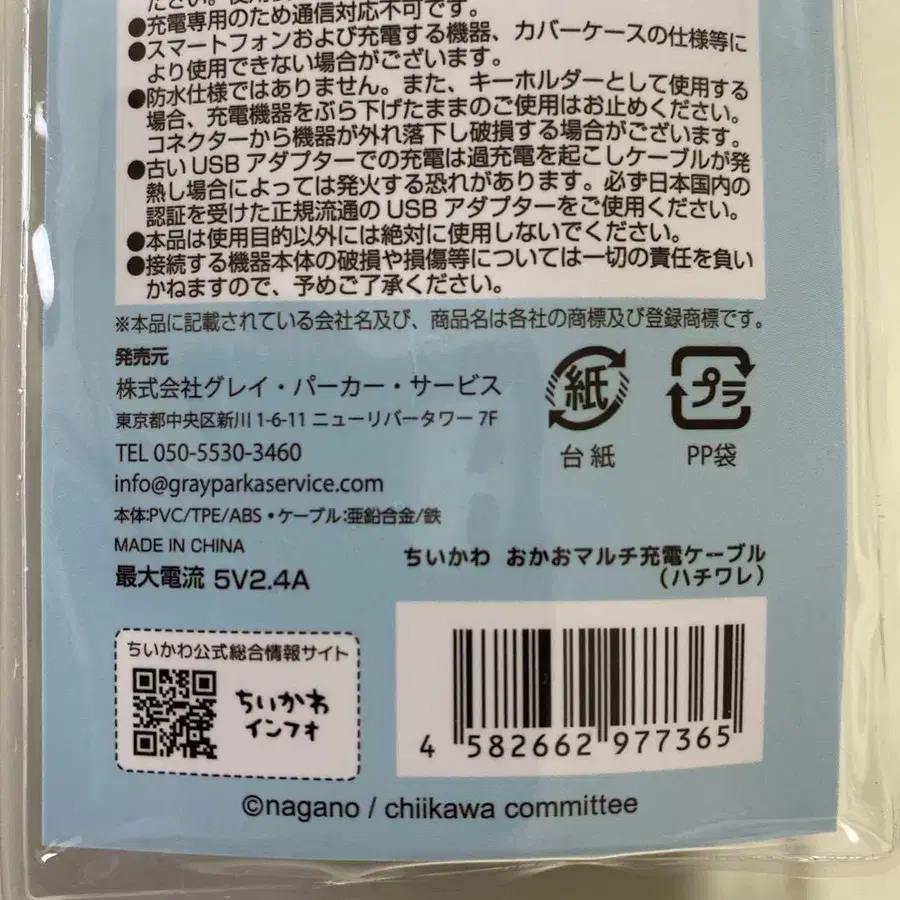 ●充電専用のため通信対応不可です。
●スマートフォンおよび充電する機器、カバーケースの仕様等に
より使用できない場合がございます。
●防水仕様ではありません。また、キーホルダーとして使用する
場合、充電機器をぶら下げたままのご使用はお止めください。
コネクターから機器が外れ落下し破損する場合がございます。
●古いUSBアダプターでの充電は過充電を起こしケーブルが発
熱し場合によっては発火する恐れがあります。必ず日本国内の
認証を受けた正規流通のUSBアダプターをご使用ください。
●本品は使用目的以外には絶対に使用しないでください。
●接続する機器本体の破損や損傷等については一切の責任を負い
かねますので、予めご了承ください。
※本品に記載されている会社名及び、商品名は各社の商標及び登録商標です。
発売元
株式会社グレイ・パーカー・サービス
東京都中央区新川1-6-11 ニューリバータワー7F
TEL 050-5530-3460
info@grayparkaservice.com
紙
台紙
プラ
PP袋
本体:PVC/TPE/ABS・ケーブル:亜鉛合金/鉄
MADE IN CHINA
最大電流 5V2.4A
ちいかわ おかおマルチ充電ケーブル
(ハチワレ)
ちいかわ公式総合情報サイト
ちいかわ
インフォ
4 582662 977365
©nagano / chiikawa committee